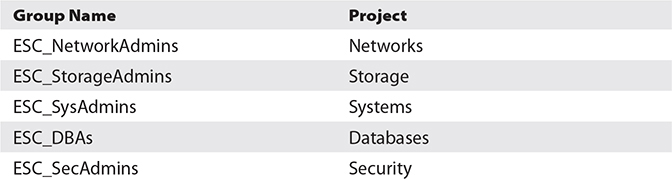 Group Name Project
ESC_NetworkAdmins Networks
ESC_StorageAdmins Storage
ESC_SysAdmins Systems
ESC_DBAs Databases
ESC_SecAdmins Security